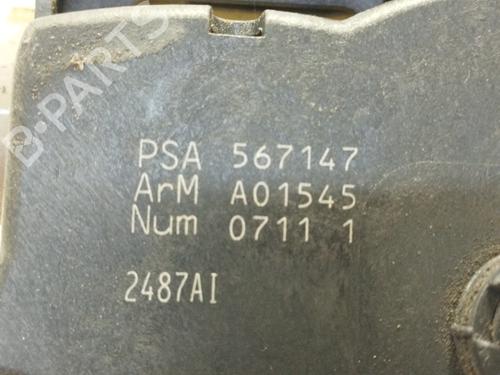 B-PARTS
PSA 567147
ArM A01545
Num 0711 1
2487AI